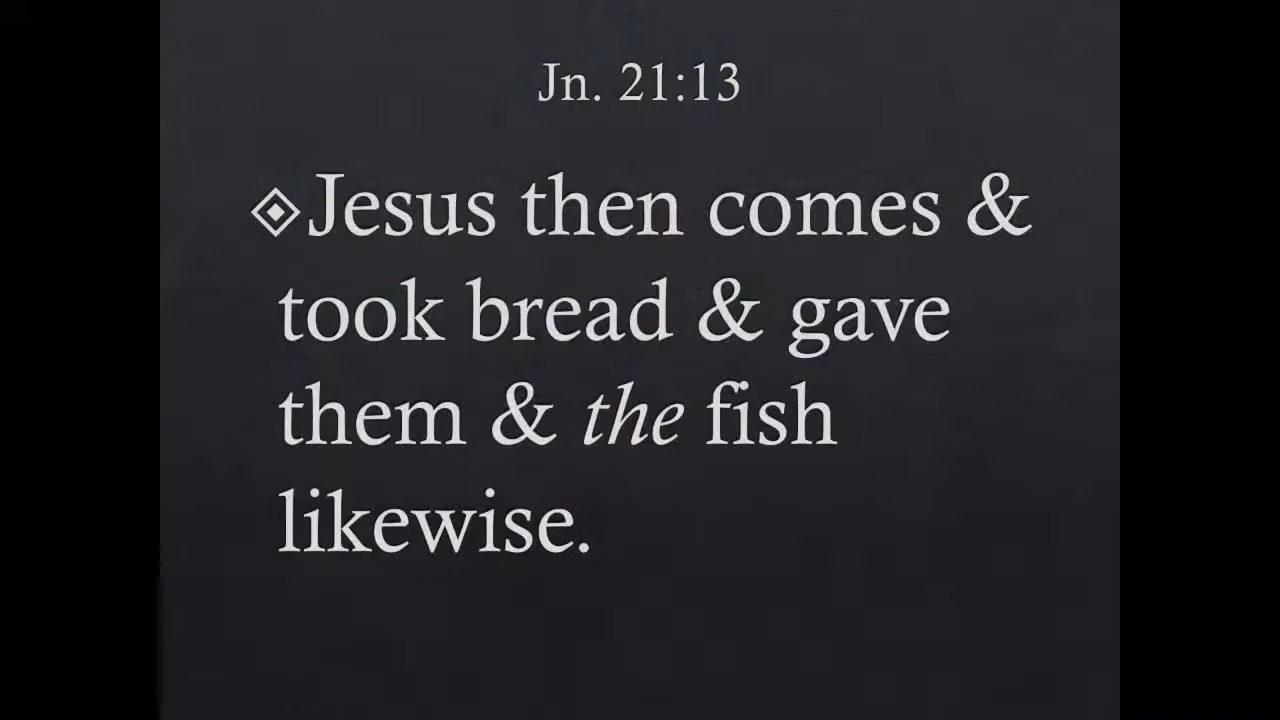 Jn. 21:13
Jesus then comes &
took bread & gave
them & the fish
likewise.